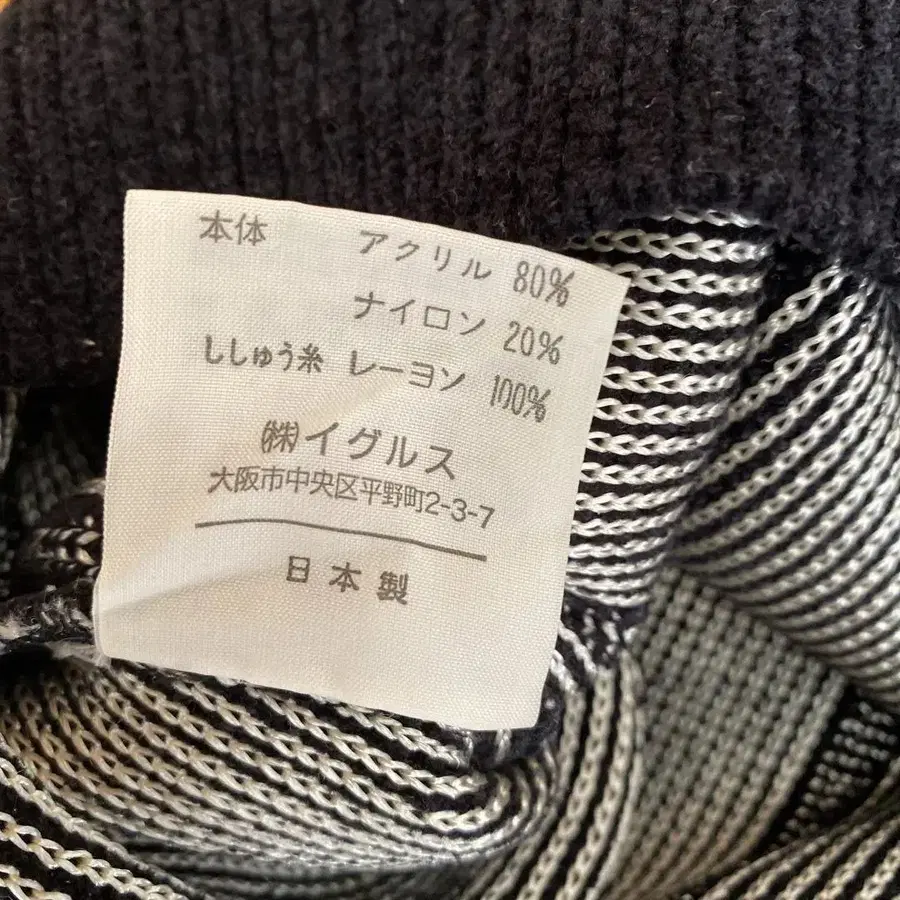 本体 アクリル 80%
ナイロン 20%
ししゅう糸 レーヨン 100%
㈱イグルス
大阪市中央区平野町2-3-7
日本製